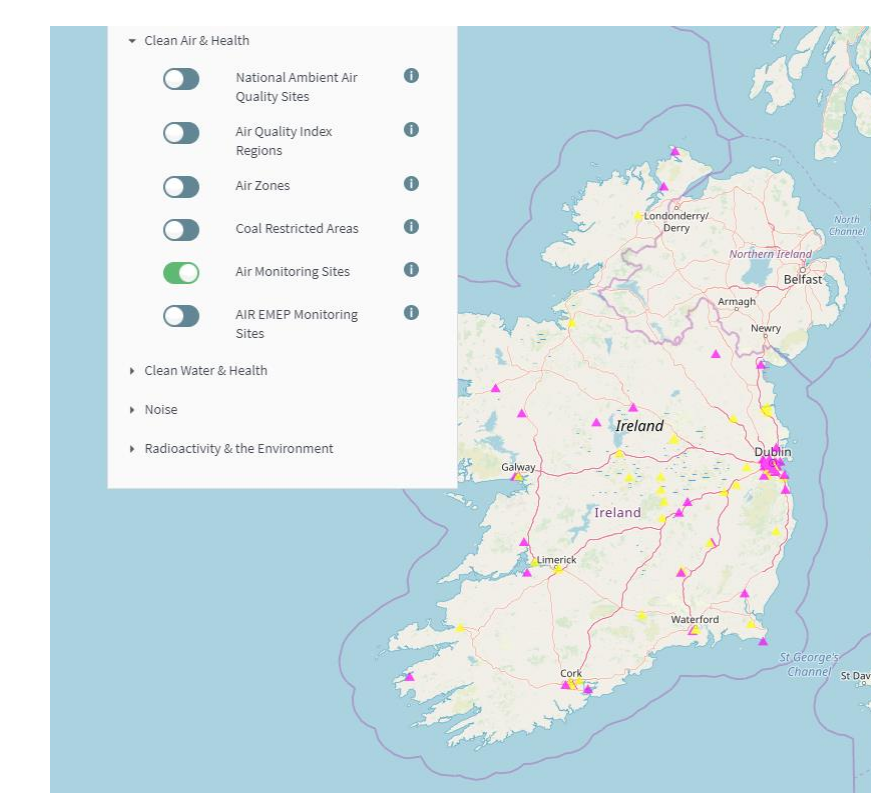 Clean Air & Health
National Ambient Air
Quality Sites
i
Air Quality Index
Regions
i
Air Zones
i
Coal Restricted Areas
i
Air Monitoring Sites
i
AIR EMEP Monitoring
Sites
i
Clean Water & Health
Noise
Radioactivity & the Environment
Londonderry/
Derry
North
Channel
Northern Ireland
Belfast
Armagh
Newry
Ireland
Dublin
Galway
Ireland
Limerick
Waterford
St George's
Channel
Cork
St Dav